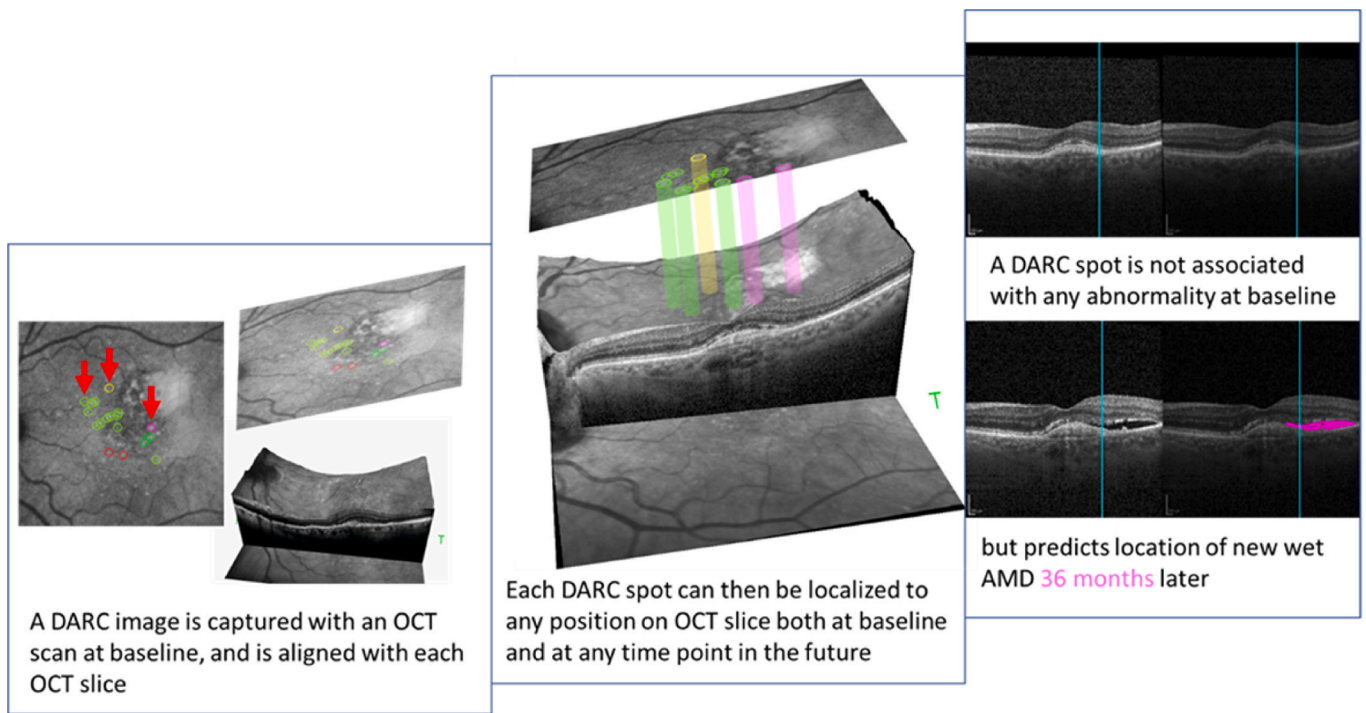 A DARC image is captured with an OCT
scan at baseline, and is aligned with each
OCT slice
T
Each DARC spot can then be localized to
any position on OCT slice both at baseline
and at any time point in the future
T
A DARC spot is not associated
with any abnormality at baseline
but predicts location of new wet
AMD 36 months later